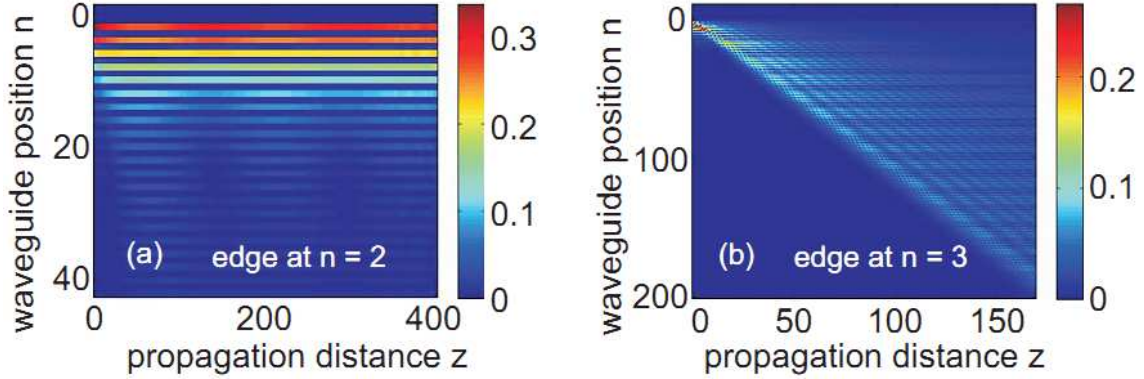 waveguide position n
0
20
40
(a) edge at n = 2
0 200 400
propagation distance z
0.3
0.2
0.1
0
waveguide position n
0
100
200
(b) edge at n = 3
0 50 100 150
propagation distance z
0.2
0.1
0